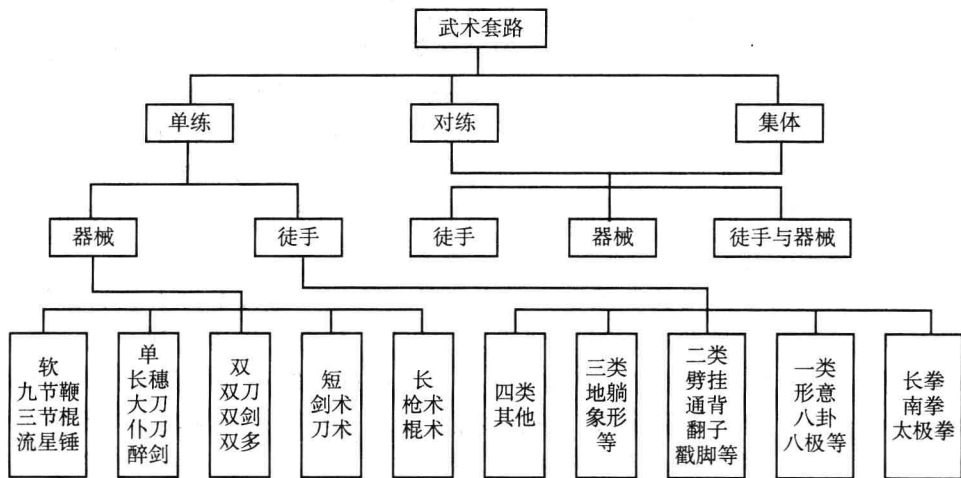 武术套路
单练
对练
集体
器械
徒手
徒手
器械
徒手与器械
软
九节鞭
三节棍
流星锤
单
长穗
大刀
仆刀
醉剑
双
双刀
双剑
双多
短
剑术
刀术
长
枪术
棍术
四类
其他
三类
地躺
象形
等
二类
劈挂
通背
翻子
戳脚等
一类
形意
八卦
八极等
长拳
南拳
太极拳